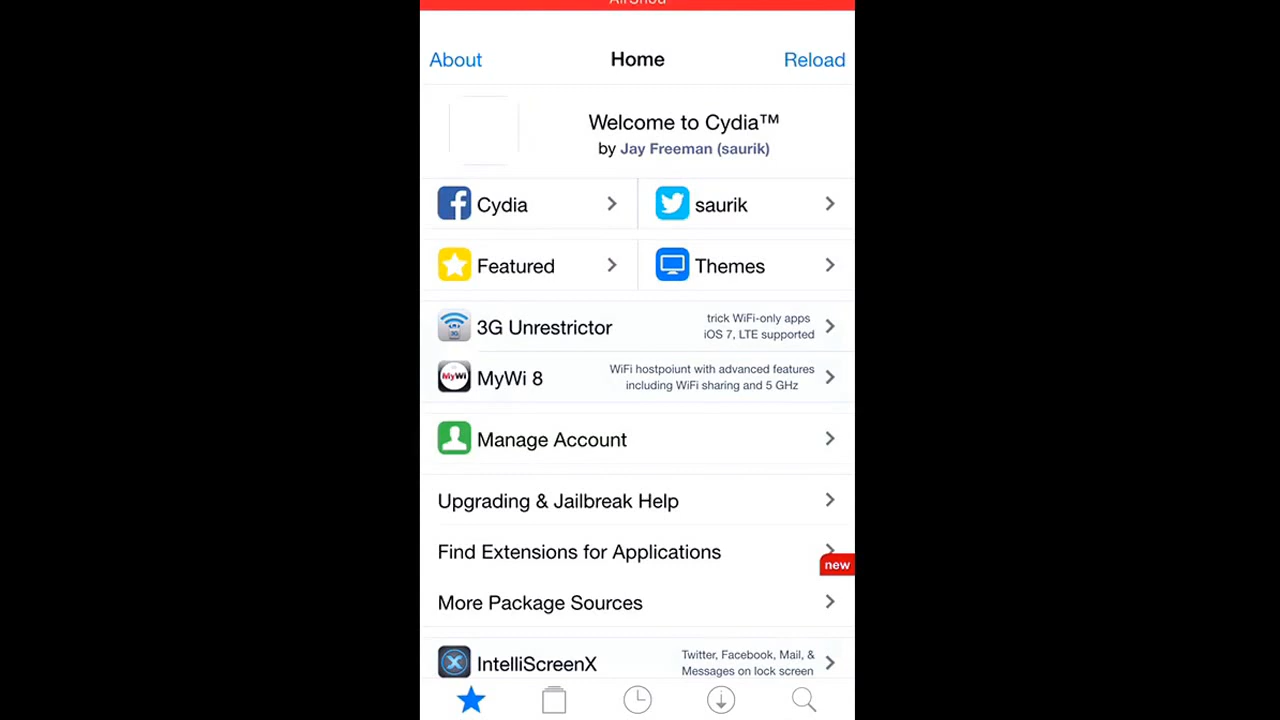 AirShou
About Home Reload
Welcome to Cydia™
by Jay Freeman (saurik)
Cydia saurik
Featured Themes
3G Unrestrictor
trick WiFi-only apps
iOS 7, LTE supported
MyWi
MyWi 8
WiFi hostpoiunt with advanced features
including WiFi sharing and 5 GHz
Manage Account
Upgrading & Jailbreak Help
Find Extensions for Applications
new
More Package Sources
IntelliScreenX
Twitter, Facebook, Mail, &
Messages on lock screen